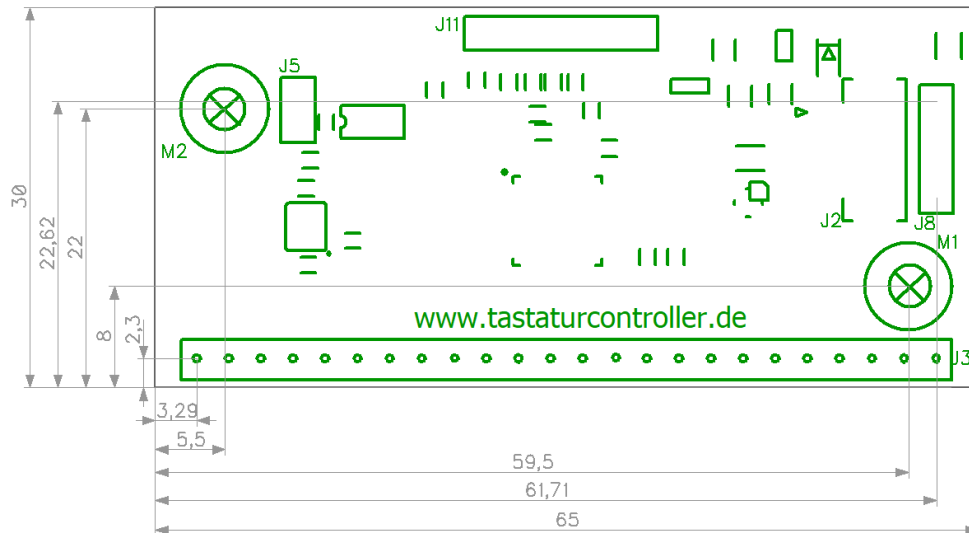 J11
J5
M2
30
22,62
22
J2
J8
M1
8
2,3
www.tastaturcontroller.de
J3
3,29
5,5
59,5
61,71
65